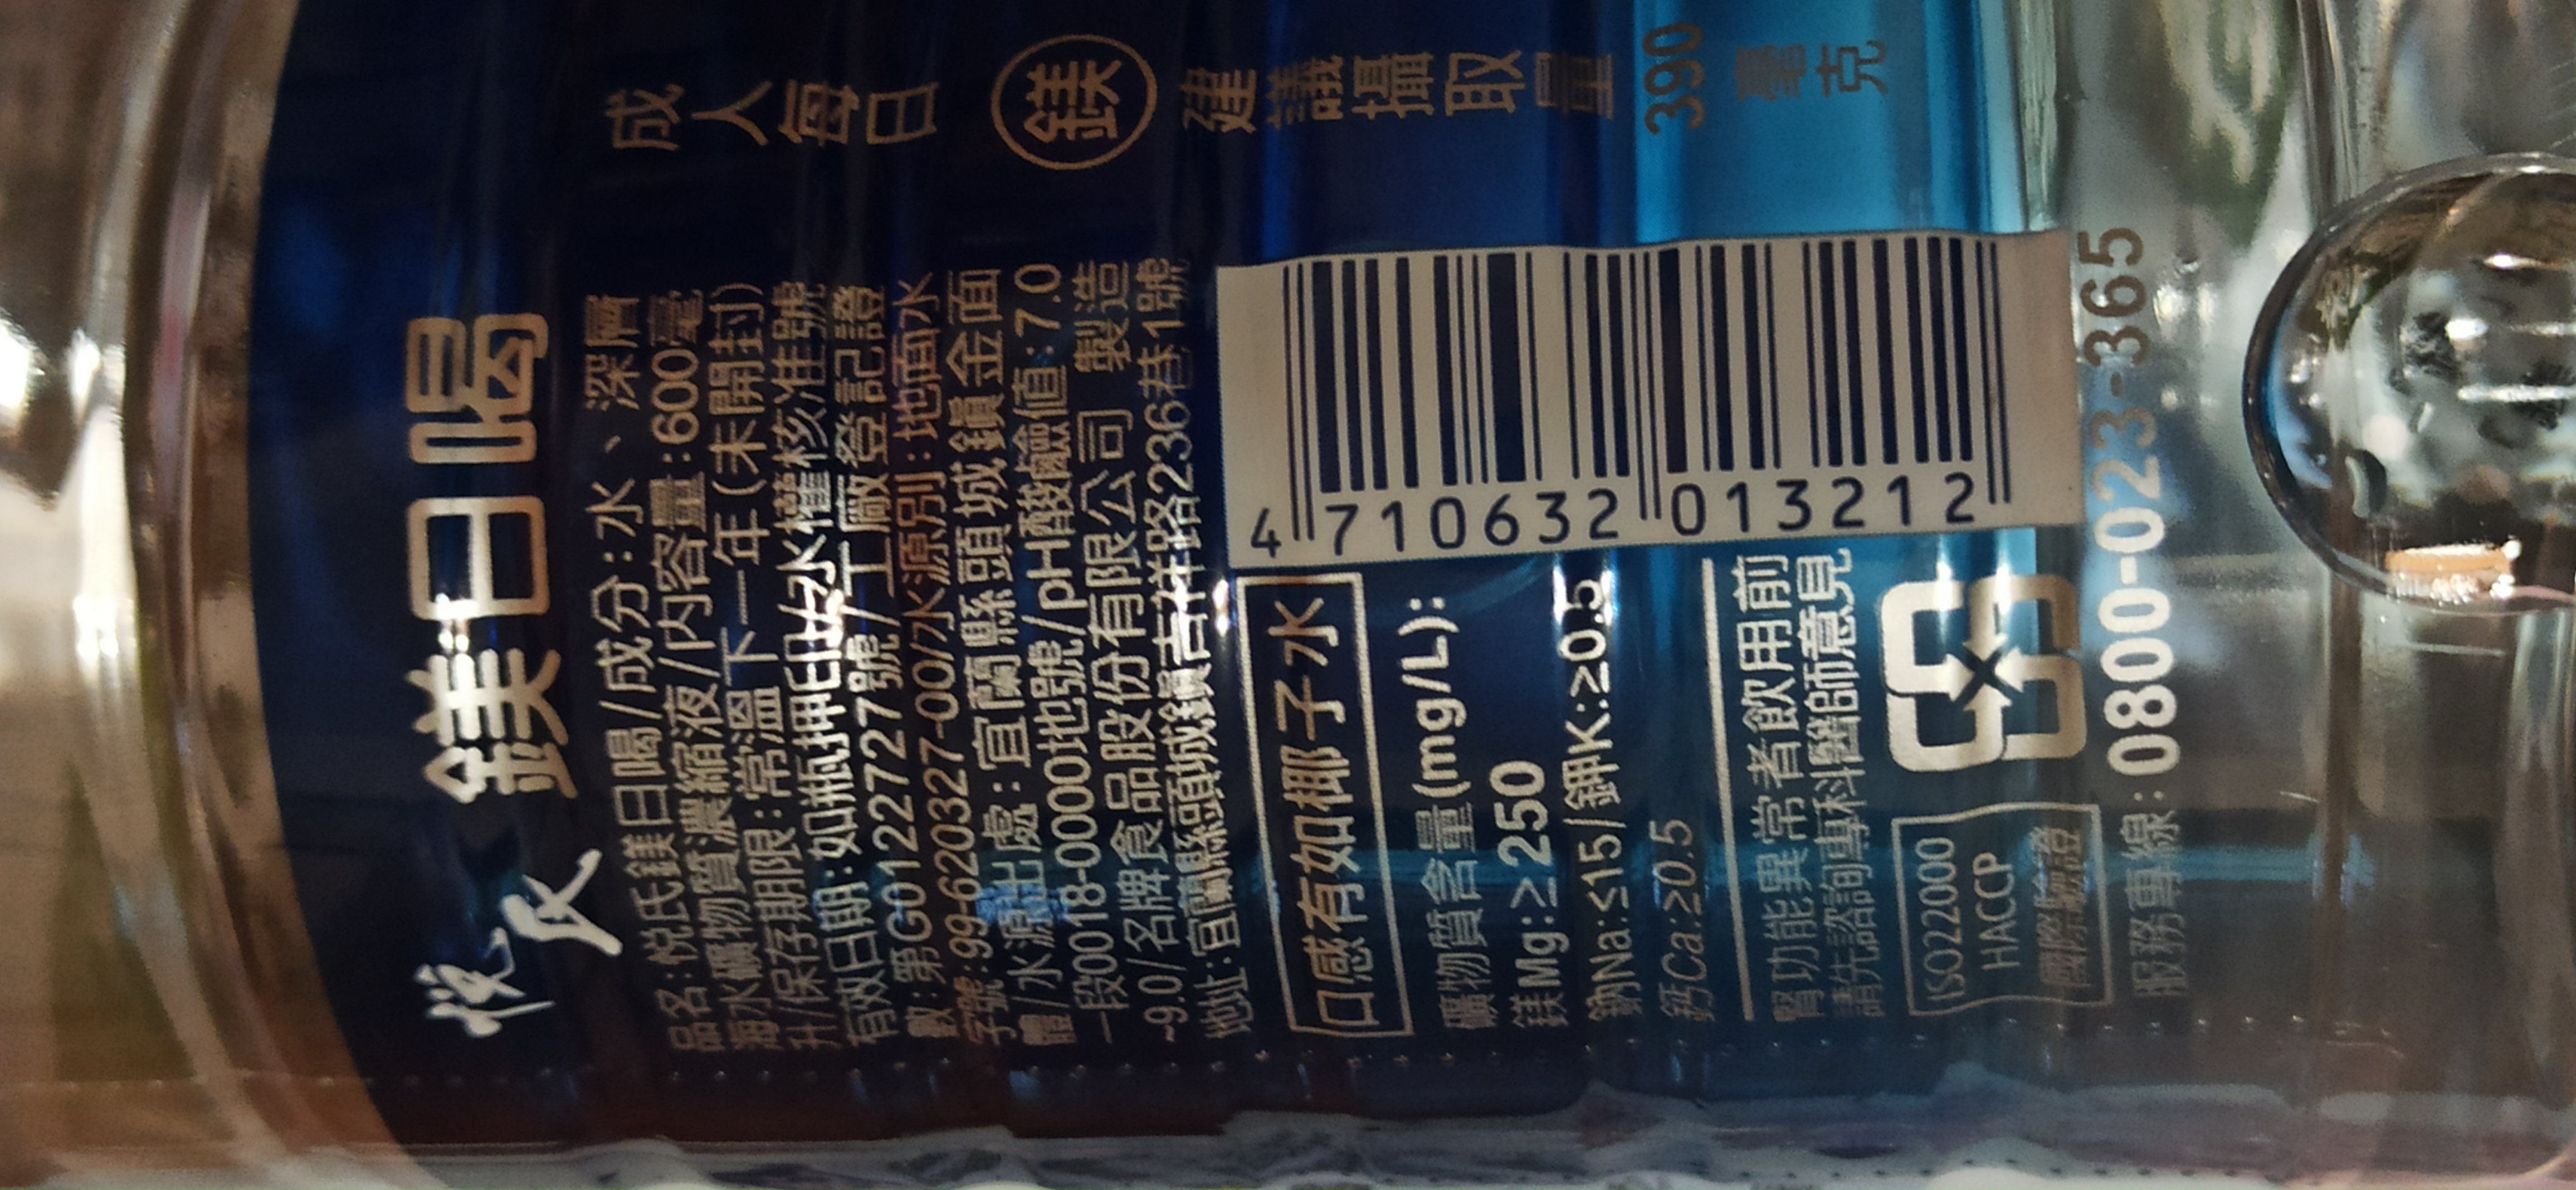 悅氏 鎂日喝
品名:悅氏鎂日喝/成分:水、深層
海水礦物質濃縮液/內容量:600毫
升/保存期限:常溫下一年(未開封)
有效日期:如瓶押印/水權核准號
數:第G0122727號/工廠登記證
字號:99-620327-00/水源別:地面水
體/水源出處:宜蘭縣頭城鎮金面
一段0018-0000地號/pH酸鹼值:7.0
~9.0/名牌食品股份有限公司 製造
地址:宜蘭縣頭城鎮吉祥路236巷1號
口感有如椰子水
礦物質含量(mg/L):
鎂Mg:≥250
鈉Na:≤15/鉀K:≥0.5
鈣Ca:≥0.5
腎功能異常者飲用前
請先諮詢專科醫師意見
ISO22000
HACCP
國際驗證
服務專線:0800-023-365
4 710632 013212
成人每日 鎂 建議攝取量 390 毫克